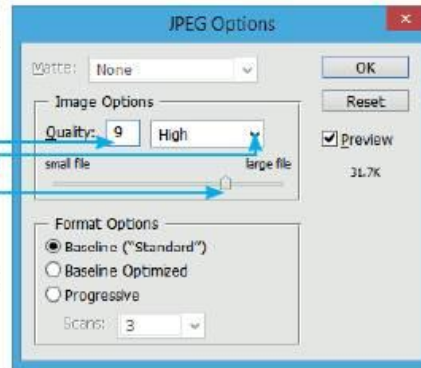 JPEG Options
Matte: None
OK
Image Options
Reset
Quality: 9 High
Preview
small file large file
31.7K
Format Options
Baseline ("Standard")
Baseline Optimized
Progressive
Scans: 3